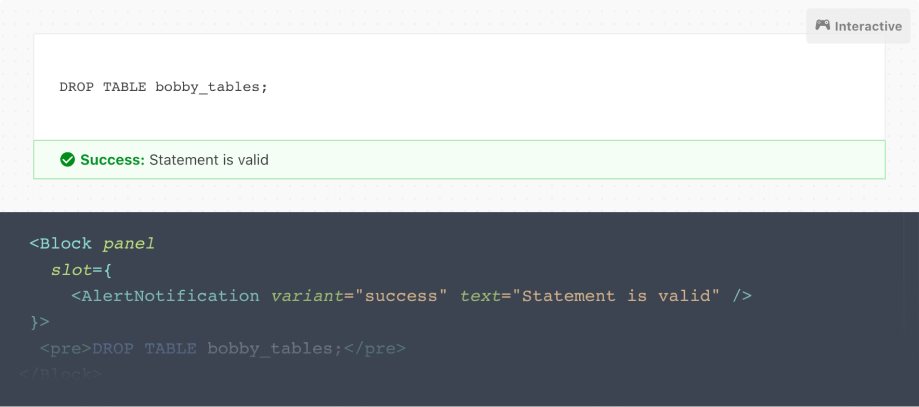 Interactive
DROP TABLE bobby_tables;
Success: Statement is valid
<Block panel
slot={
<AlertNotification variant="success" text="Statement is valid" />
}>
<pre>DROP TABLE bobby_tables;</pre>
</Block>